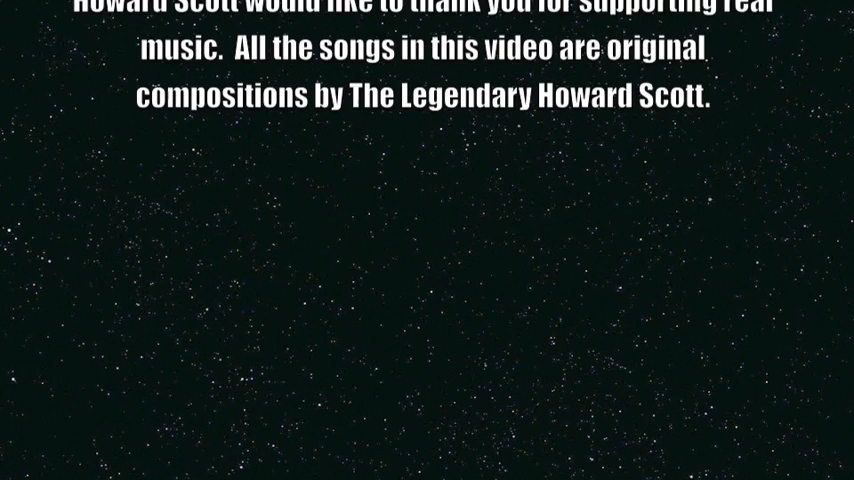 Howard Scott would like to thank you for supporting real
music.  All the songs in this video are original
compositions by The Legendary Howard Scott.